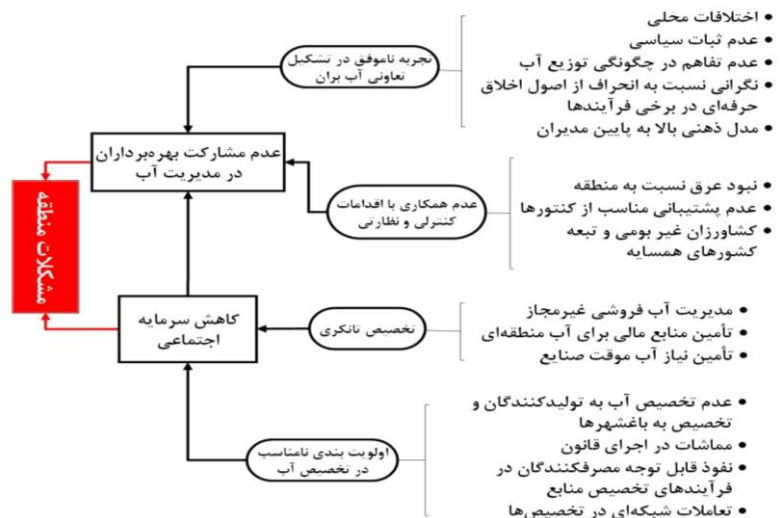 • اختلافات محلی
• عدم ثبات سیاسی
• عدم تفاهم در چگونگی توزیع آب
• نگرانی نسبت به انحراف از اصول اخلاق
حرفه‌ای در برخی فرآیندها
• مدل ذهنی بالا به پایین مدیران
تجربه ناموفق در تشکیل
تعاونی آب بران
عدم مشارکت بهره‌برداران
در مدیریت آب
• نبود عرق نسبت به منطقه
• عدم پشتیبانی مناسب از کنتورها
• کشاورزان غیر بومی و تبعه
کشورهای همسایه
عدم همکاری با اقدامات
کنترلی و نظارتی
مشکلات منطقه
• مدیریت آب فروشی غیرمجاز
• تأمین منابع مالی برای آب منطقه‌ای
• تأمین نیاز آب موقت صنایع
تخصیص تانکری
کاهش سرمایه
اجتماعی
• عدم تخصیص آب به تولیدکنندگان و
تخصیص به باغشهرها
• مماشات در اجرای قانون
• نفوذ قابل توجه مصرفکنندگان در
فرآیندهای تخصیص منابع
• تعاملات شبکه‌ای در تخصیص‌ها
اولویت بندی نامناسب
در تخصیص آب